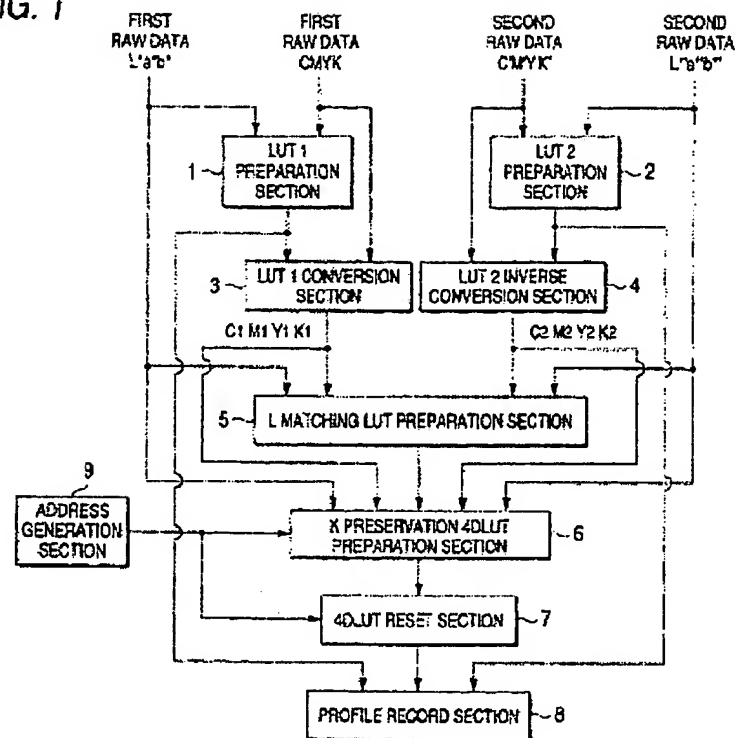 FIG. 1
FIRST RAW DATA L*a*b*
FIRST RAW DATA CMYK
SECOND RAW DATA C'M'Y'K'
SECOND RAW DATA
1
LUT 1 PREPARATION SECTION
LUT 2 PREPARATION SECTION
2
3
LUT 1 CONVERSION SECTION
LUT 2 INVERSE CONVERSION SECTION
4
C1 M1 Y1 K1
C2 M2 Y2 K2
5
L MATCHING LUT PREPARATION SECTION
9
ADDRESS GENERATION SECTION
K PRESERVATION 4DLUT PREPARATION SECTION
6
4DLUT RESET SECTION
7
PROFILE RECORD SECTION
8